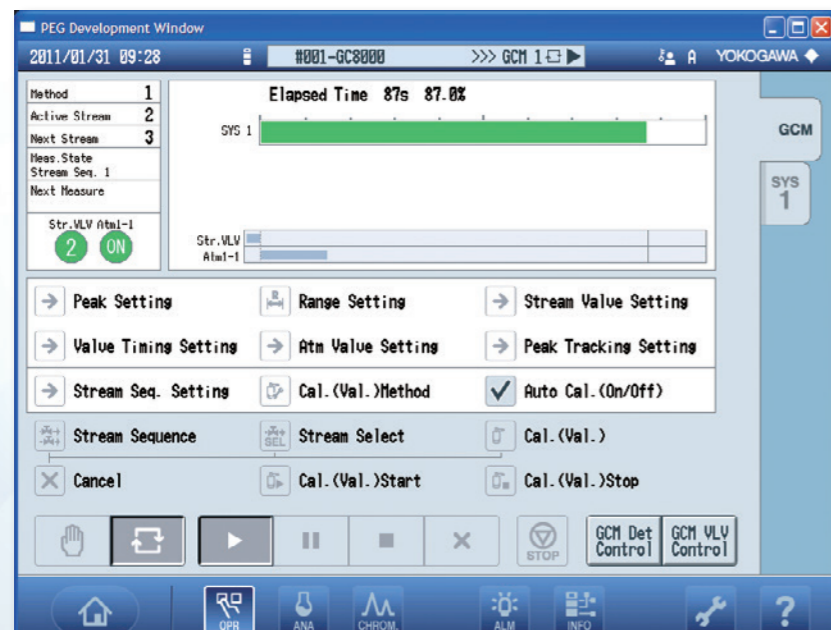 PEG Development Window
2011/01/31 09:28 #001-GC8000 >>> GCM 1 A YOKOGAWA
Method 1
Active Stream 2
Next Stream 3
Meas.State
Stream Seq. 1
Next Measure
Str.VLV Atm1-1
2 ON
Elapsed Time 87s 87.0%
SYS 1
Str.VLV
Atm1-1
GCM
SYS
1
Peak Setting Range Setting Stream Value Setting
Value Timing Setting Atm Value Setting Peak Tracking Setting
Stream Seq. Setting Cal.(Val.)Method Auto Cal.(On/Off)
Stream Sequence SEL Stream Select Cal.(Val.)
Cancel Cal.(Val.)Start Cal.(Val.)Stop
STOP
GCM Det
Control
GCM VLV
Control
OPR ANA CHROM. ALM INFO ?